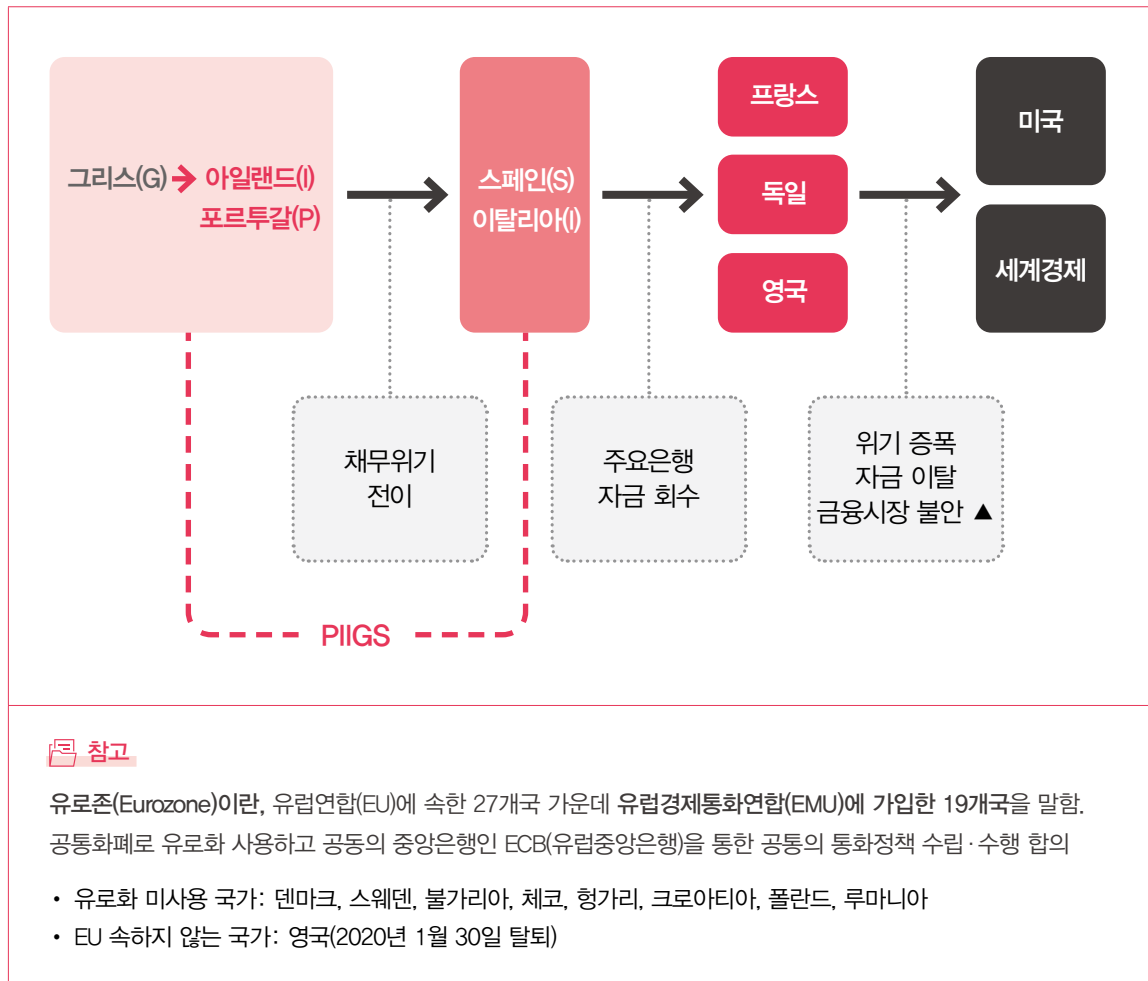 그리스(G) → 아일랜드(I)
포르투갈(P)
스페인(S)
이탈리아(I)
프랑스
독일
영국
미국
세계경제
채무위기
전이
주요은행
자금 회수
위기 증폭
자금 이탈
금융시장 불안 ▲
PIIGS
참고
유로존(Eurozone)이란, 유럽연합(EU)에 속한 27개국 가운데 유럽경제통화연합(EMU)에 가입한 19개국을 말함.
공통화폐로 유로화 사용하고 공동의 중앙은행인 ECB(유럽중앙은행)을 통한 공통의 통화정책 수립·수행 합의
• 유로화 미사용 국가: 덴마크, 스웨덴, 불가리아, 체코, 헝가리, 크로아티아, 폴란드, 루마니아
• EU 속하지 않는 국가: 영국(2020년 1월 30일 탈퇴)